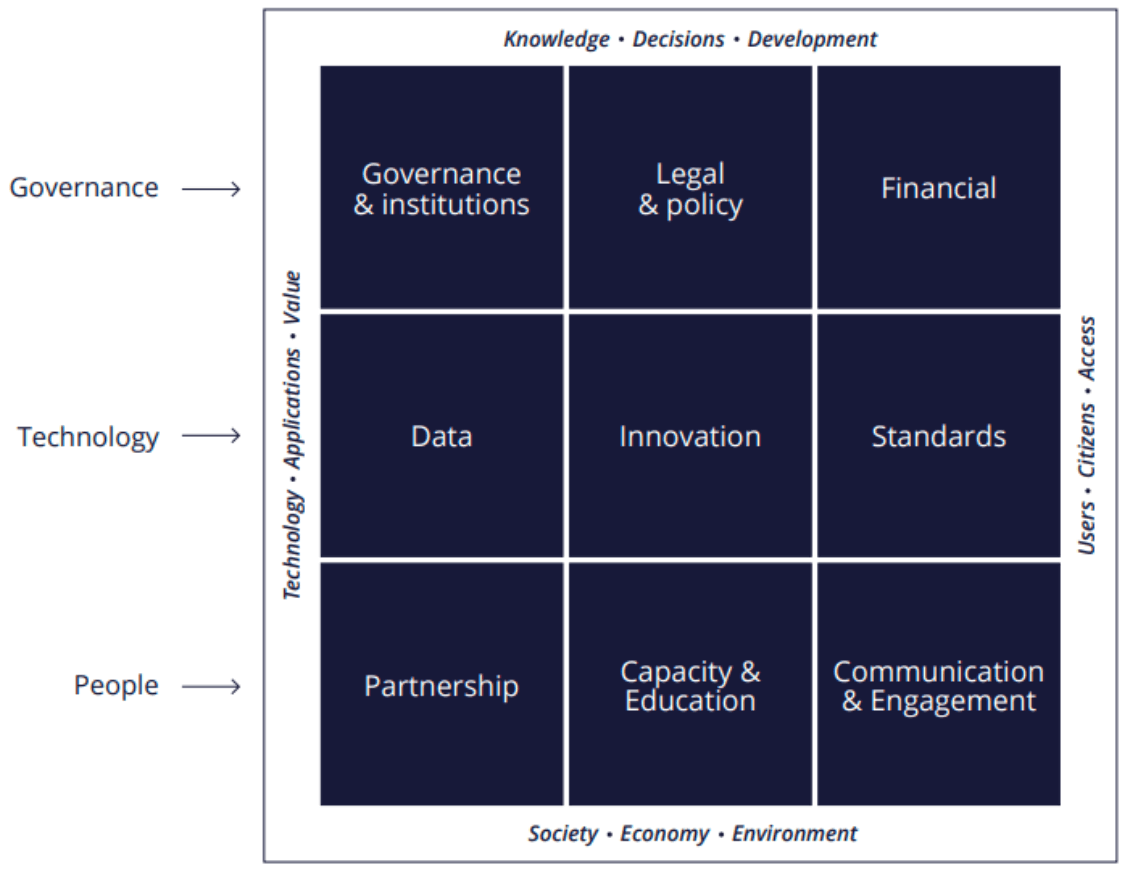 Knowledge • Decisions • Development
Governance
Governance
& institutions
Legal
& policy
Financial
Technology • Applications • Value
Technology
Data
Innovation
Standards
Users • Citizens • Access
People
Partnership
Capacity &
Education
Communication
& Engagement
Society • Economy • Environment